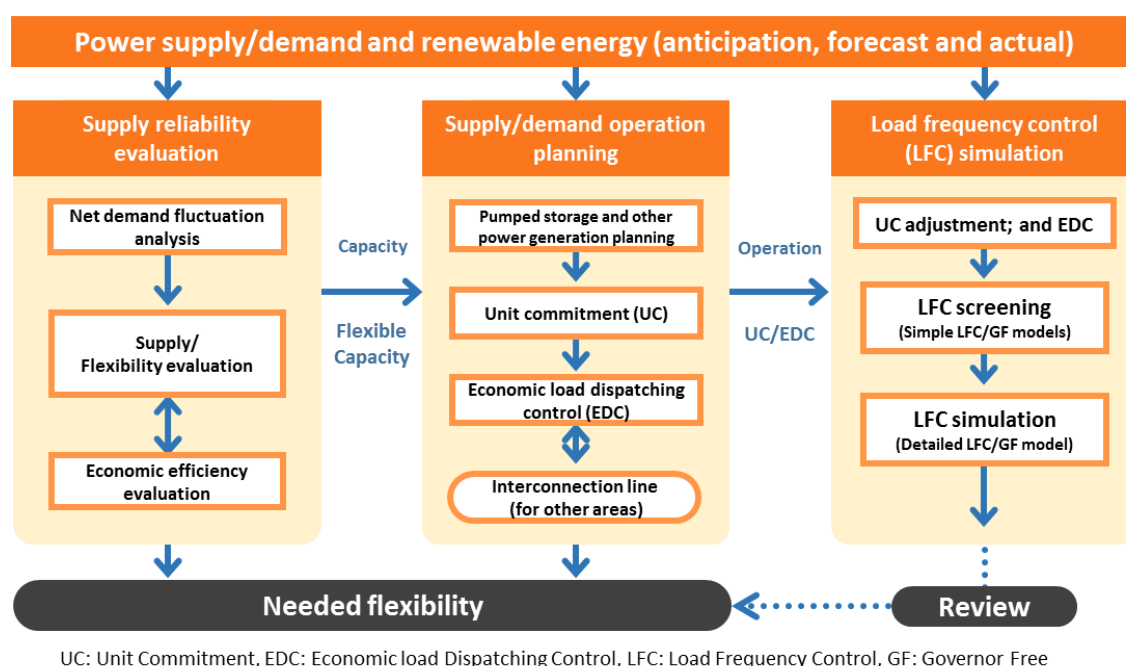 Power supply/demand and renewable energy (anticipation, forecast and actual)
Supply reliability
evaluation
Net demand fluctuation
analysis
Supply/
Flexibility evaluation
Economic efficiency
evaluation
Capacity
Flexible
Capacity
Supply/demand operation
planning
Pumped storage and other
power generation planning
Unit commitment (UC)
Economic load dispatching
control (EDC)
Interconnection line
(for other areas)
Operation
UC/EDC
Load frequency control
(LFC) simulation
UC adjustment; and EDC
LFC screening
(Simple LFC/GF models)
LFC simulation
(Detailed LFC/GF model)
Needed flexibility
Review
UC: Unit Commitment, EDC: Economic load Dispatching Control, LFC: Load Frequency Control, GF: Governor Free